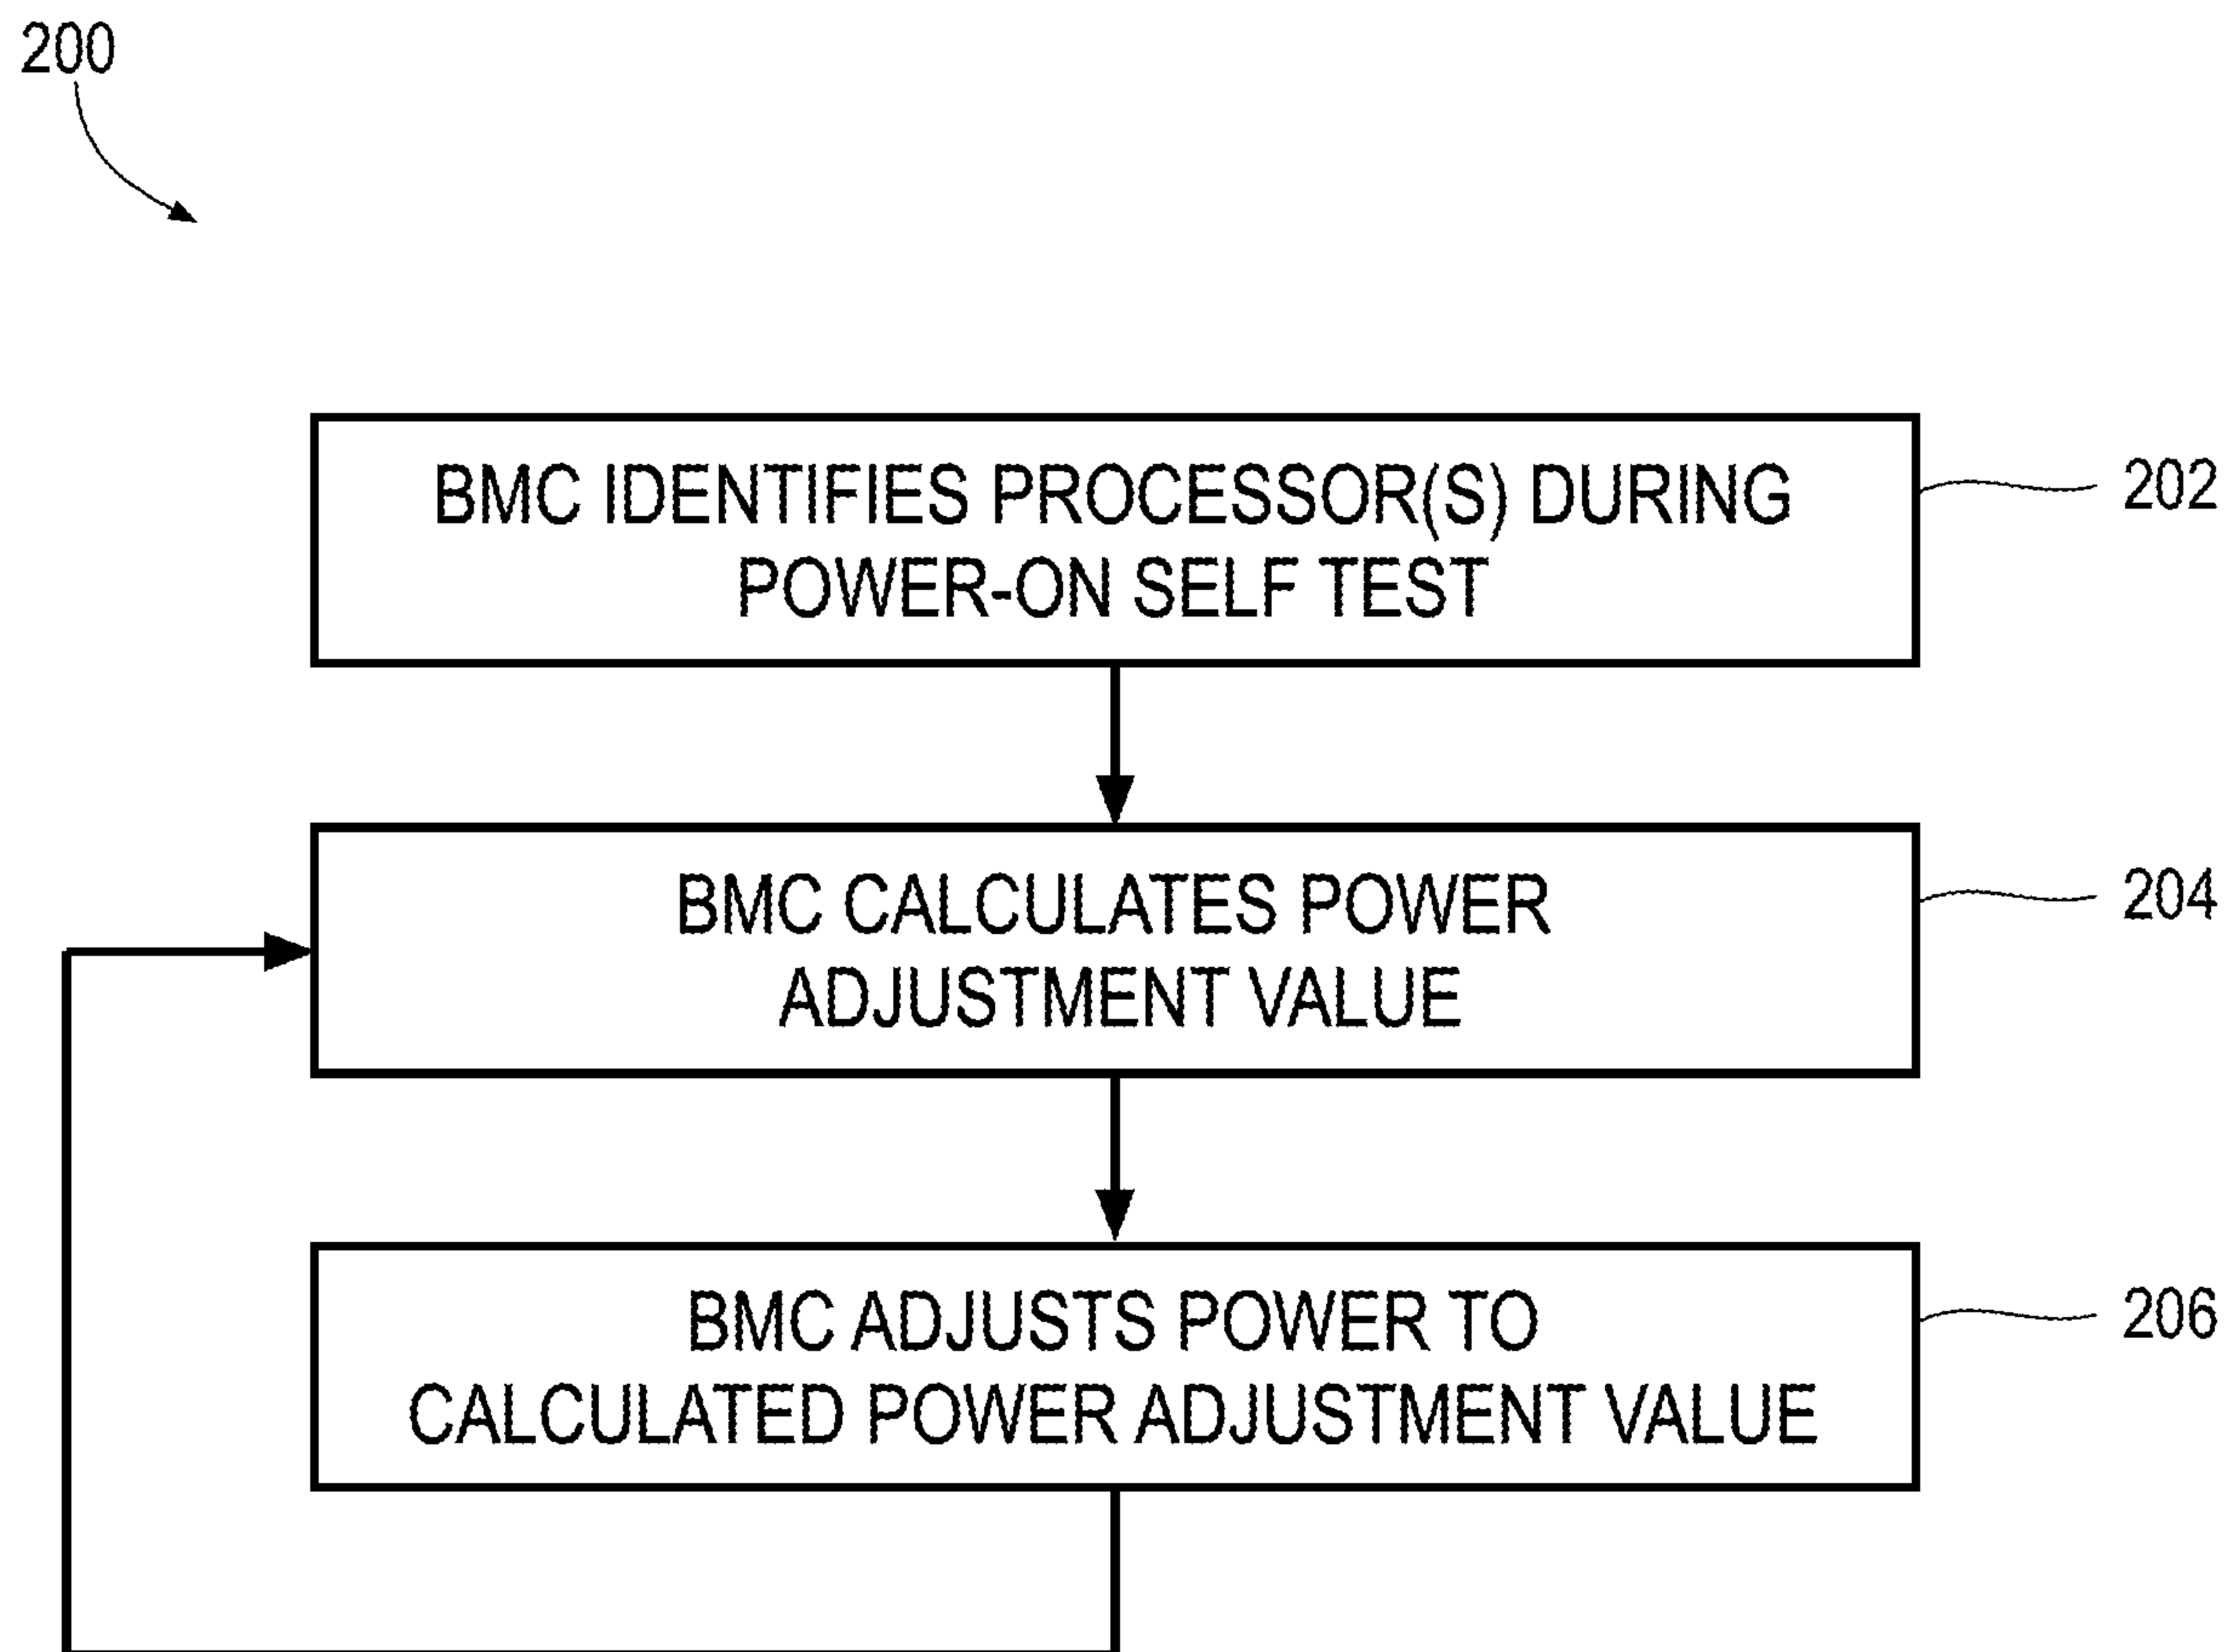 200
BMC IDENTIFIES PROCESSOR(S) DURING
POWER-ON SELF TEST
202
BMC CALCULATES POWER
ADJUSTMENT VALUE
204
BMC ADJUSTS POWER TO
CALCULATED POWER ADJUSTMENT VALUE
206